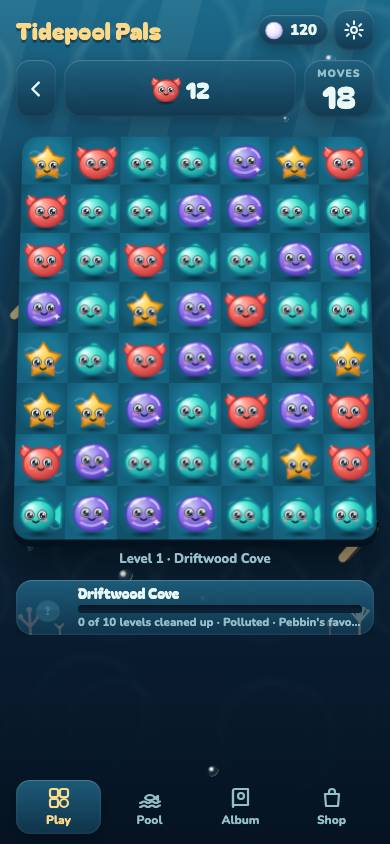 Tidepool Pals
120
12
MOVES
18
Level 1 · Driftwood Cove
Driftwood Cove
0 of 10 levels cleaned up · Polluted · Pebbin's favo…
Play
Pool
Album
Shop